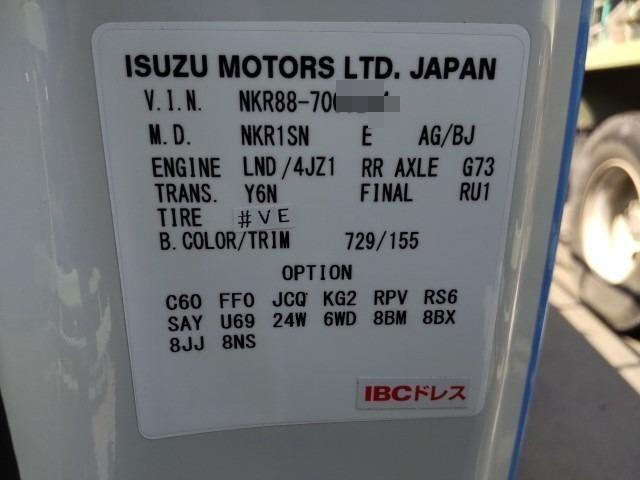 ISUZU MOTORS LTD. JAPAN
V.I.N. NKR88-70
M.D. NKR1SN E AG/BJ
ENGINE LND/4JZ1 RR AXLE G73
TRANS. Y6N FINAL RU1
TIRE #VE
B.COLOR/TRIM 729/155
OPTION
C60 FF0 JCQ KG2 RPV RS6
SAY U69 24W 6WD 8BM 8BX
8JJ 8NS
IBCドレス